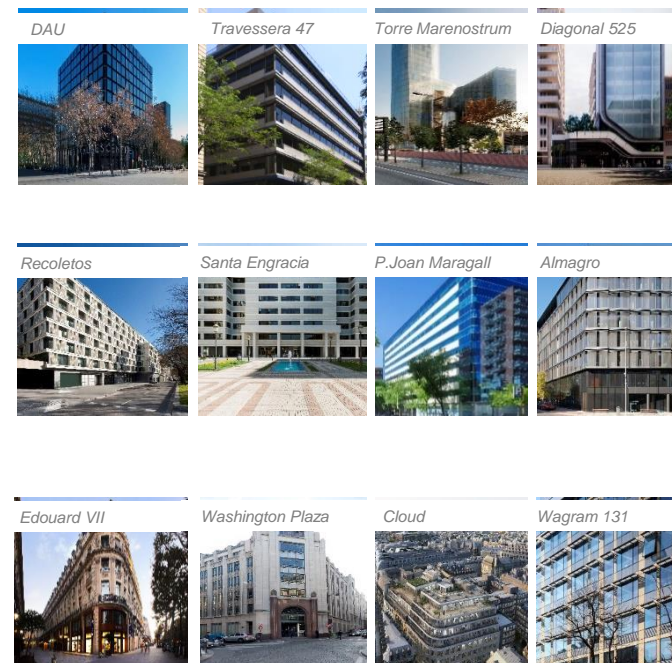 DAU
Travessera 47
Torre Marenostrum
Diagonal 525
Recoletos
Santa Engracia
P.Joan Maragall
Almagro
Edouard VII
Washington Plaza
Cloud
Wagram 131